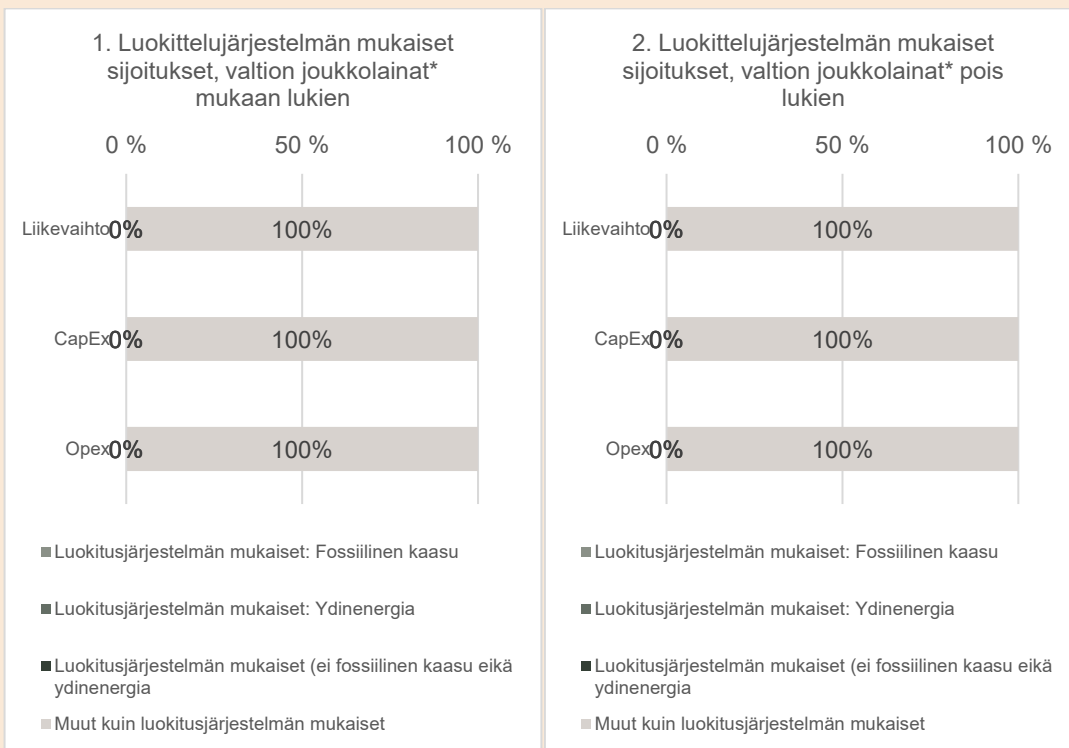 1. Luokittelujärjestelmän mukaiset
sijoitukset, valtion joukkolainat*
mukaan lukien
0 % 50 % 100 %
Liikevaihto 0% 100%
CapEx 0% 100%
Opex 0% 100%
Luokitusjärjestelmän mukaiset: Fossiilinen kaasu
Luokitusjärjestelmän mukaiset: Ydinenergia
Luokitusjärjestelmän mukaiset (ei fossiilinen kaasu eikä
ydinenergia
Muut kuin luokitusjärjestelmän mukaiset
2. Luokittelujärjestelmän mukaiset
sijoitukset, valtion joukkolainat* pois
lukien
0 % 50 % 100 %
Liikevaihto 0% 100%
CapEx 0% 100%
Opex 0% 100%
Luokitusjärjestelmän mukaiset: Fossiilinen kaasu
Luokitusjärjestelmän mukaiset: Ydinenergia
Luokitusjärjestelmän mukaiset (ei fossiilinen kaasu eikä
ydinenergia
Muut kuin luokitusjärjestelmän mukaiset